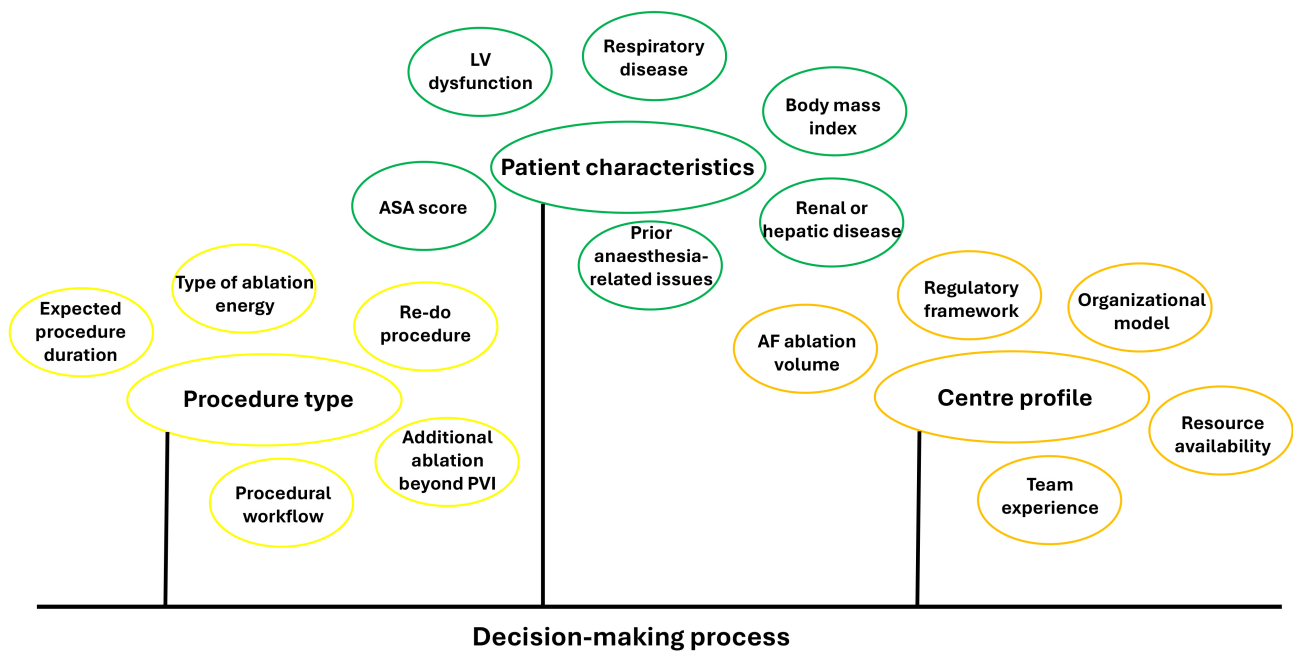 LV
dysfunction
Respiratory
disease
Body mass
index
Patient characteristics
ASA score
Renal or
hepatic disease
Prior
anaesthesia-
related issues
Expected
procedure
duration
Type of ablation
energy
Re-do
procedure
Procedure type
Additional
ablation
beyond PVI
Procedural
workflow
AF ablation
volume
Regulatory
framework
Organizational
model
Centre profile
Resource
availability
Team
experience
Decision-making process